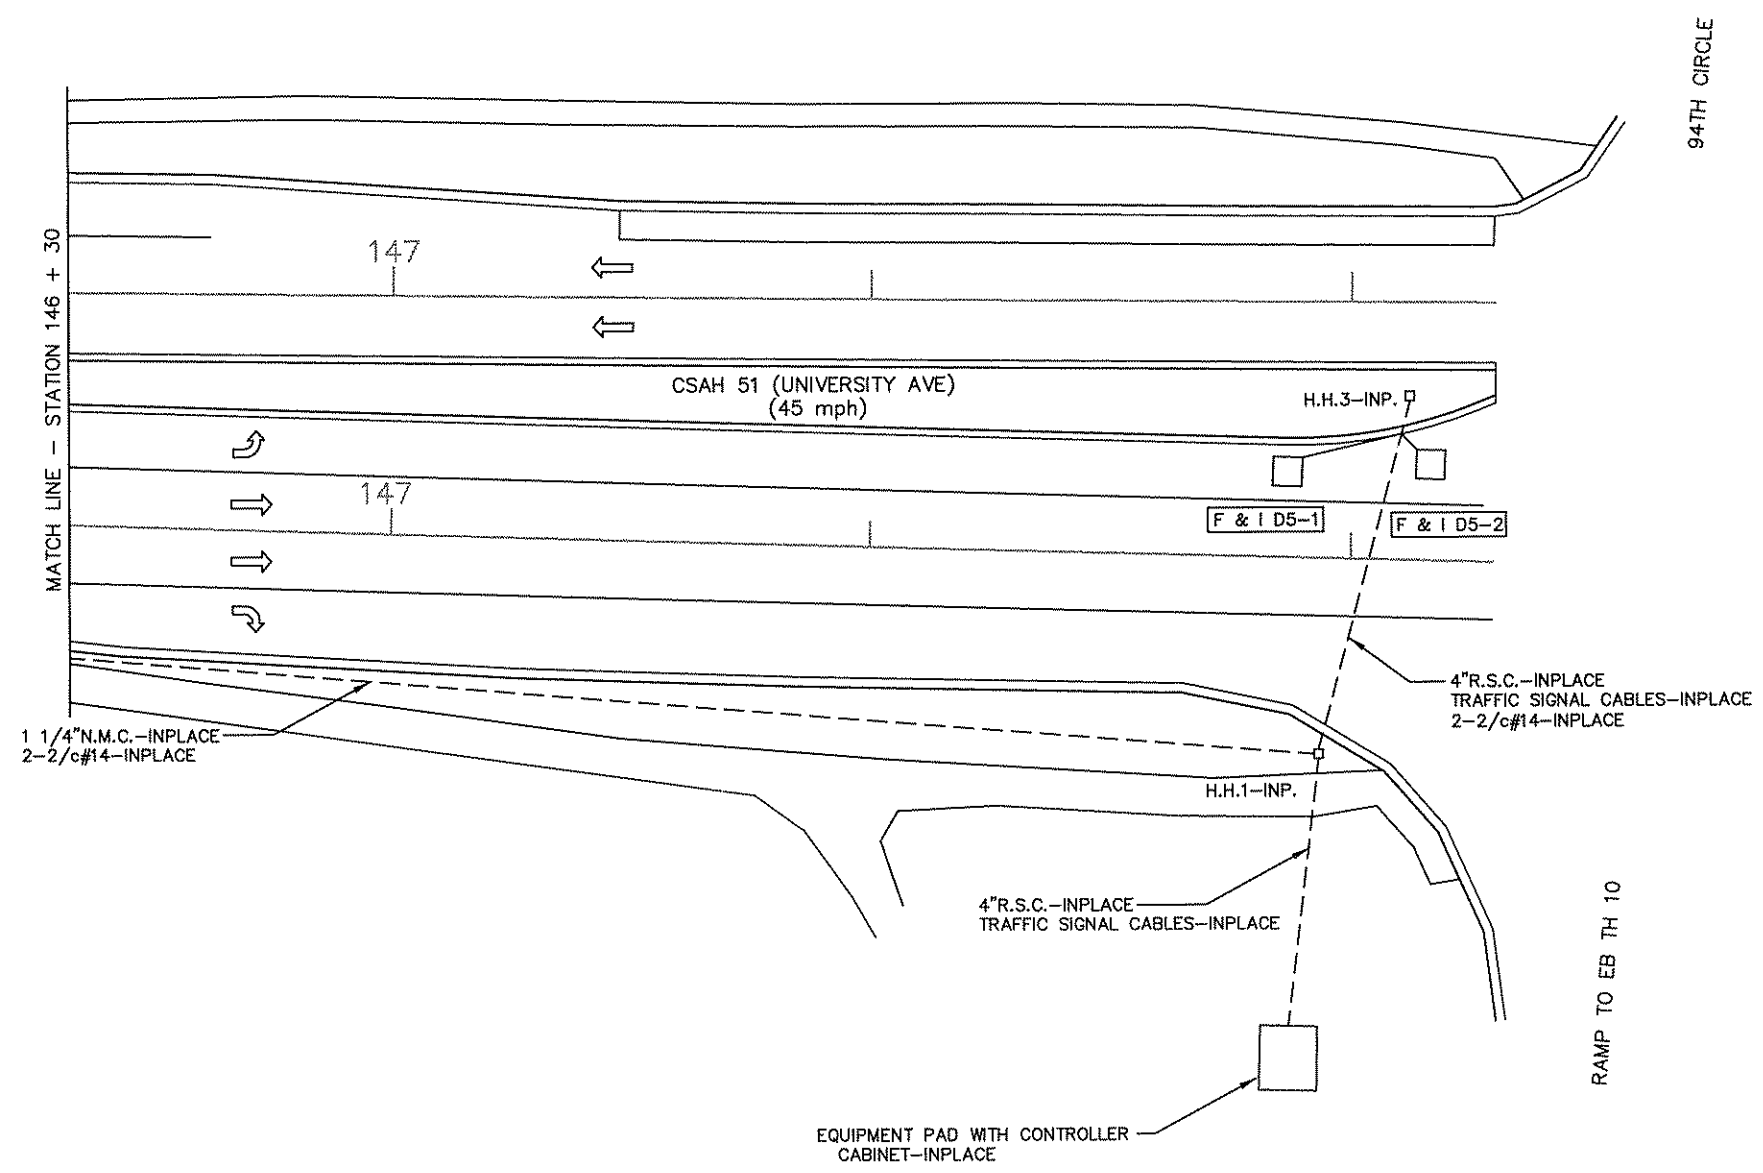 94TH CIRCLE
MATCH LINE - STATION 146 + 30
147
CSAH 51 (UNIVERSITY AVE)
(45 mph)
H.H.3-INP.
147
F & I D5-1
F & I D5-2
4"R.S.C.-INPLACE
TRAFFIC SIGNAL CABLES-INPLACE
2-2/c#14-INPLACE
1 1/4"N.M.C.-INPLACE
2-2/c#14-INPLACE
H.H.1-INP.
4"R.S.C.-INPLACE
TRAFFIC SIGNAL CABLES-INPLACE
RAMP TO EB TH 10
EQUIPMENT PAD WITH CONTROLLER
CABINET-INPLACE